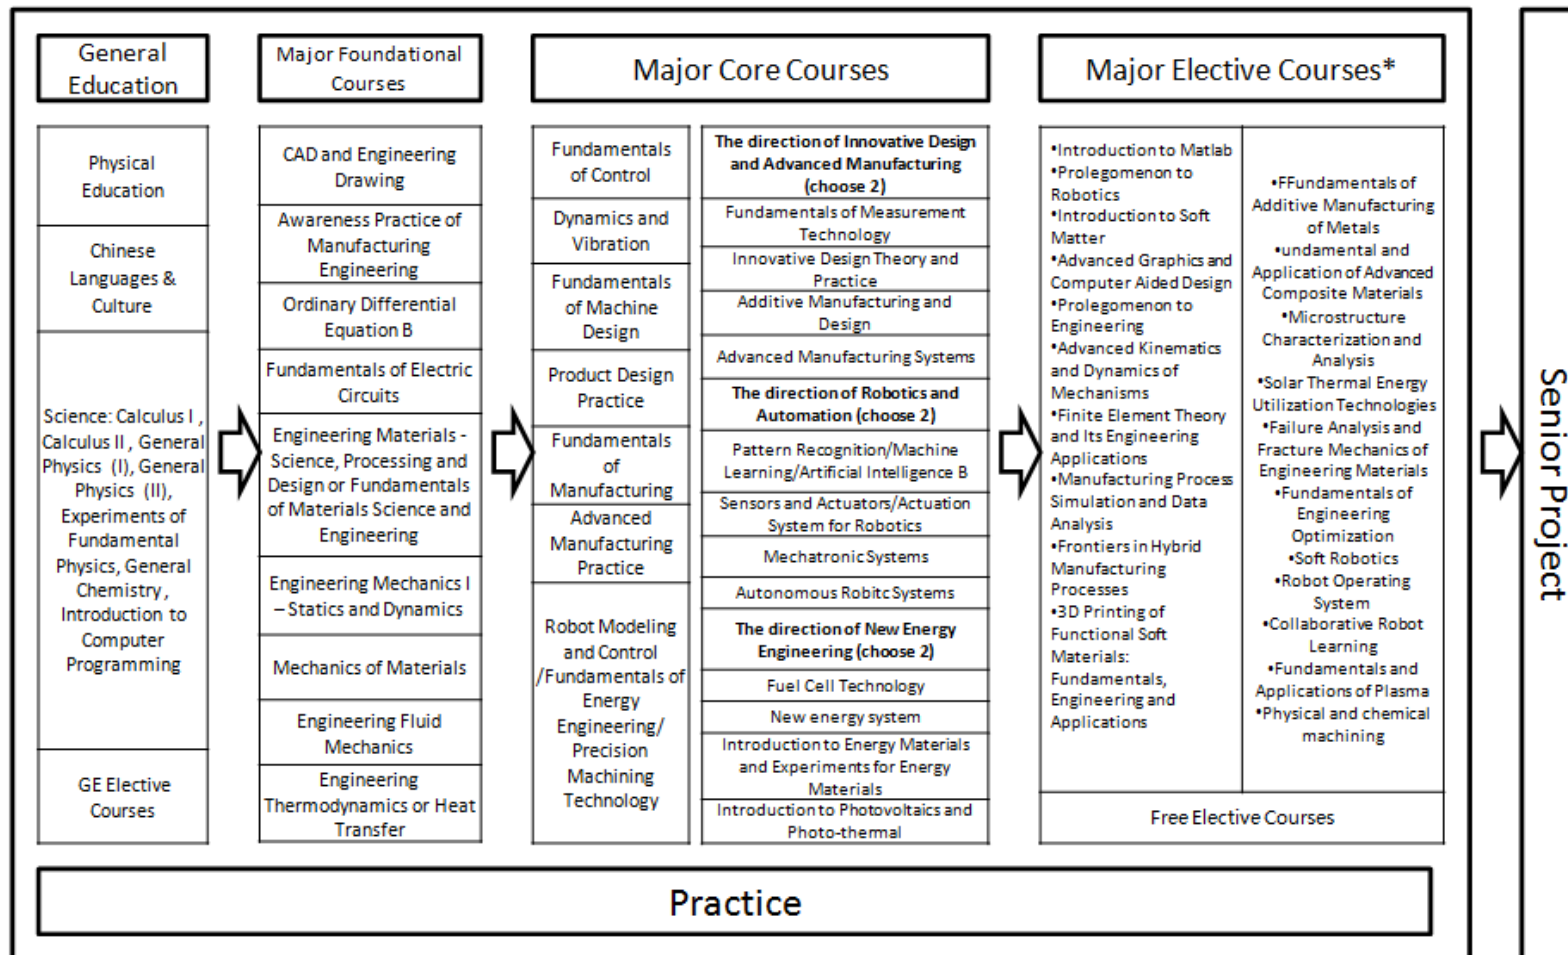 General
Education
Major Foundational
Courses
Major Core Courses
Major Elective Courses*
Physical
Education
Chinese
Languages &
Culture
Science: Calculus I ,
Calculus II , General
Physics (I), General
Physics (II),
Experiments of
Fundamental
Physics, General
Chemistry ,
Introduction to
Computer
Programming
GE Elective
Courses
CAD and Engineering
Drawing
Awareness Practice of
Manufacturing
Engineering
Ordinary Differential
Equation B
Fundamentals of Electric
Circuits
Engineering Materials -
Science, Processing and
Design or Fundamentals
of Materials Science and
Engineering
Engineering Mechanics I
– Statics and Dynamics
Mechanics of Materials
Engineering Fluid
Mechanics
Engineering
Thermodynamics or Heat
Transfer
Fundamentals
of Control
Dynamics and
Vibration
Fundamentals
of Machine
Design
Product Design
Practice
Fundamentals
of
Manufacturing
Advanced
Manufacturing
Practice
Robot Modeling
and Control
/Fundamentals of
Energy
Engineering/
Precision
Machining
Technology
The direction of Innovative Design
and Advanced Manufacturing
(choose 2)
Fundamentals of Measurement
Technology
Innovative Design Theory and
Practice
Additive Manufacturing and
Design
Advanced Manufacturing Systems
The direction of Robotics and
Automation (choose 2)
Pattern Recognition/Machine
Learning/Artificial Intelligence B
Sensors and Actuators/Actuation
System for Robotics
Mechatronic Systems
Autonomous Robitc Systems
The direction of New Energy
Engineering (choose 2)
Fuel Cell Technology
New energy system
Introduction to Energy Materials
and Experiments for Energy
Materials
Introduction to Photovoltaics and
Photo-thermal
•Introduction to Matlab
•Prolegomenon to
Robotics
•Introduction to Soft
Matter
•Advanced Graphics and
Computer Aided Design
•Prolegomenon to
Engineering
•Advanced Kinematics
and Dynamics of
Mechanisms
•Finite Element Theory
and Its Engineering
Applications
•Manufacturing Process
Simulation and Data
Analysis
•Frontiers in Hybrid
Manufacturing
Processes
•3D Printing of
Functional Soft
Materials:
Fundamentals,
Engineering and
Applications
•FFundamentals of
Additive Manufacturing
of Metals
•undamental and
Application of Advanced
Composite Materials
•Microstructure
Characterization and
Analysis
•Solar Thermal Energy
Utilization Technologies
•Failure Analysis and
Fracture Mechanics of
Engineering Materials
•Fundamentals of
Engineering
Optimization
•Soft Robotics
•Robot Operating
System
•Collaborative Robot
Learning
•Fundamentals and
Applications of Plasma
•Physical and chemical
machining
Free Elective Courses
Practice
Senior Project